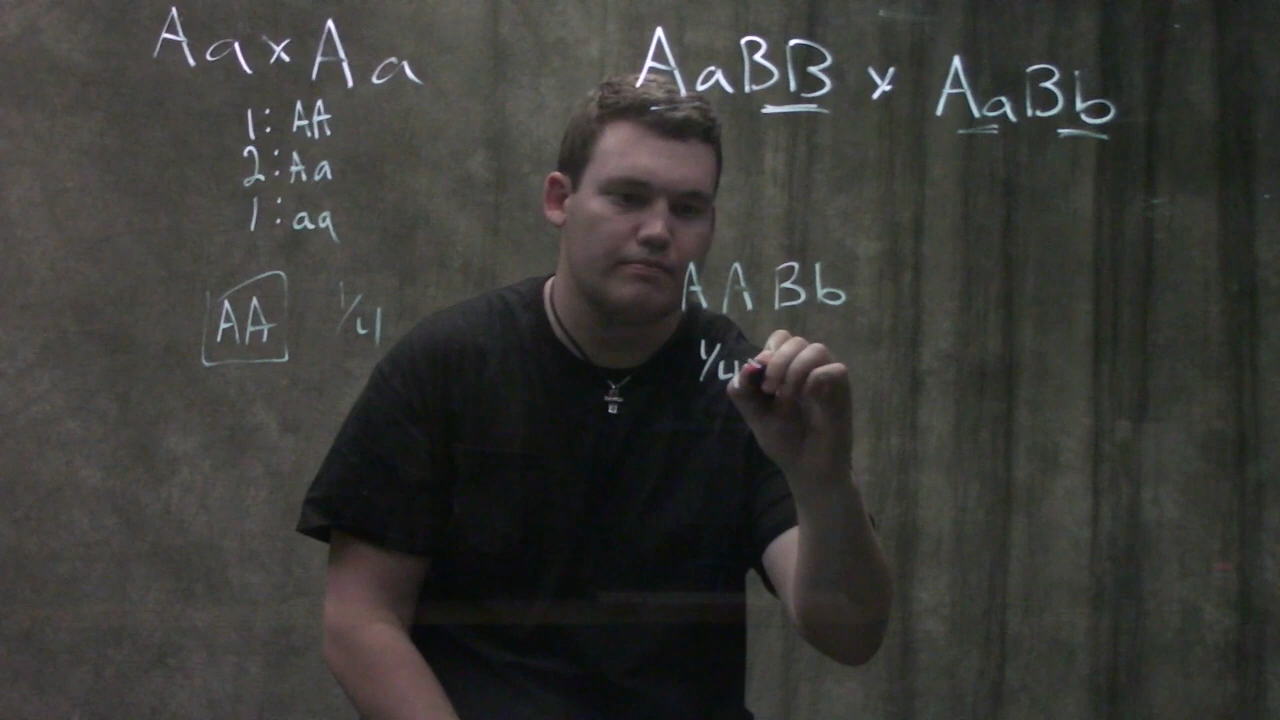 Aa x Aa
1: AA
2: Aa
1: aa
AA 1/4
AaBB x AaBb
AABb
1/4